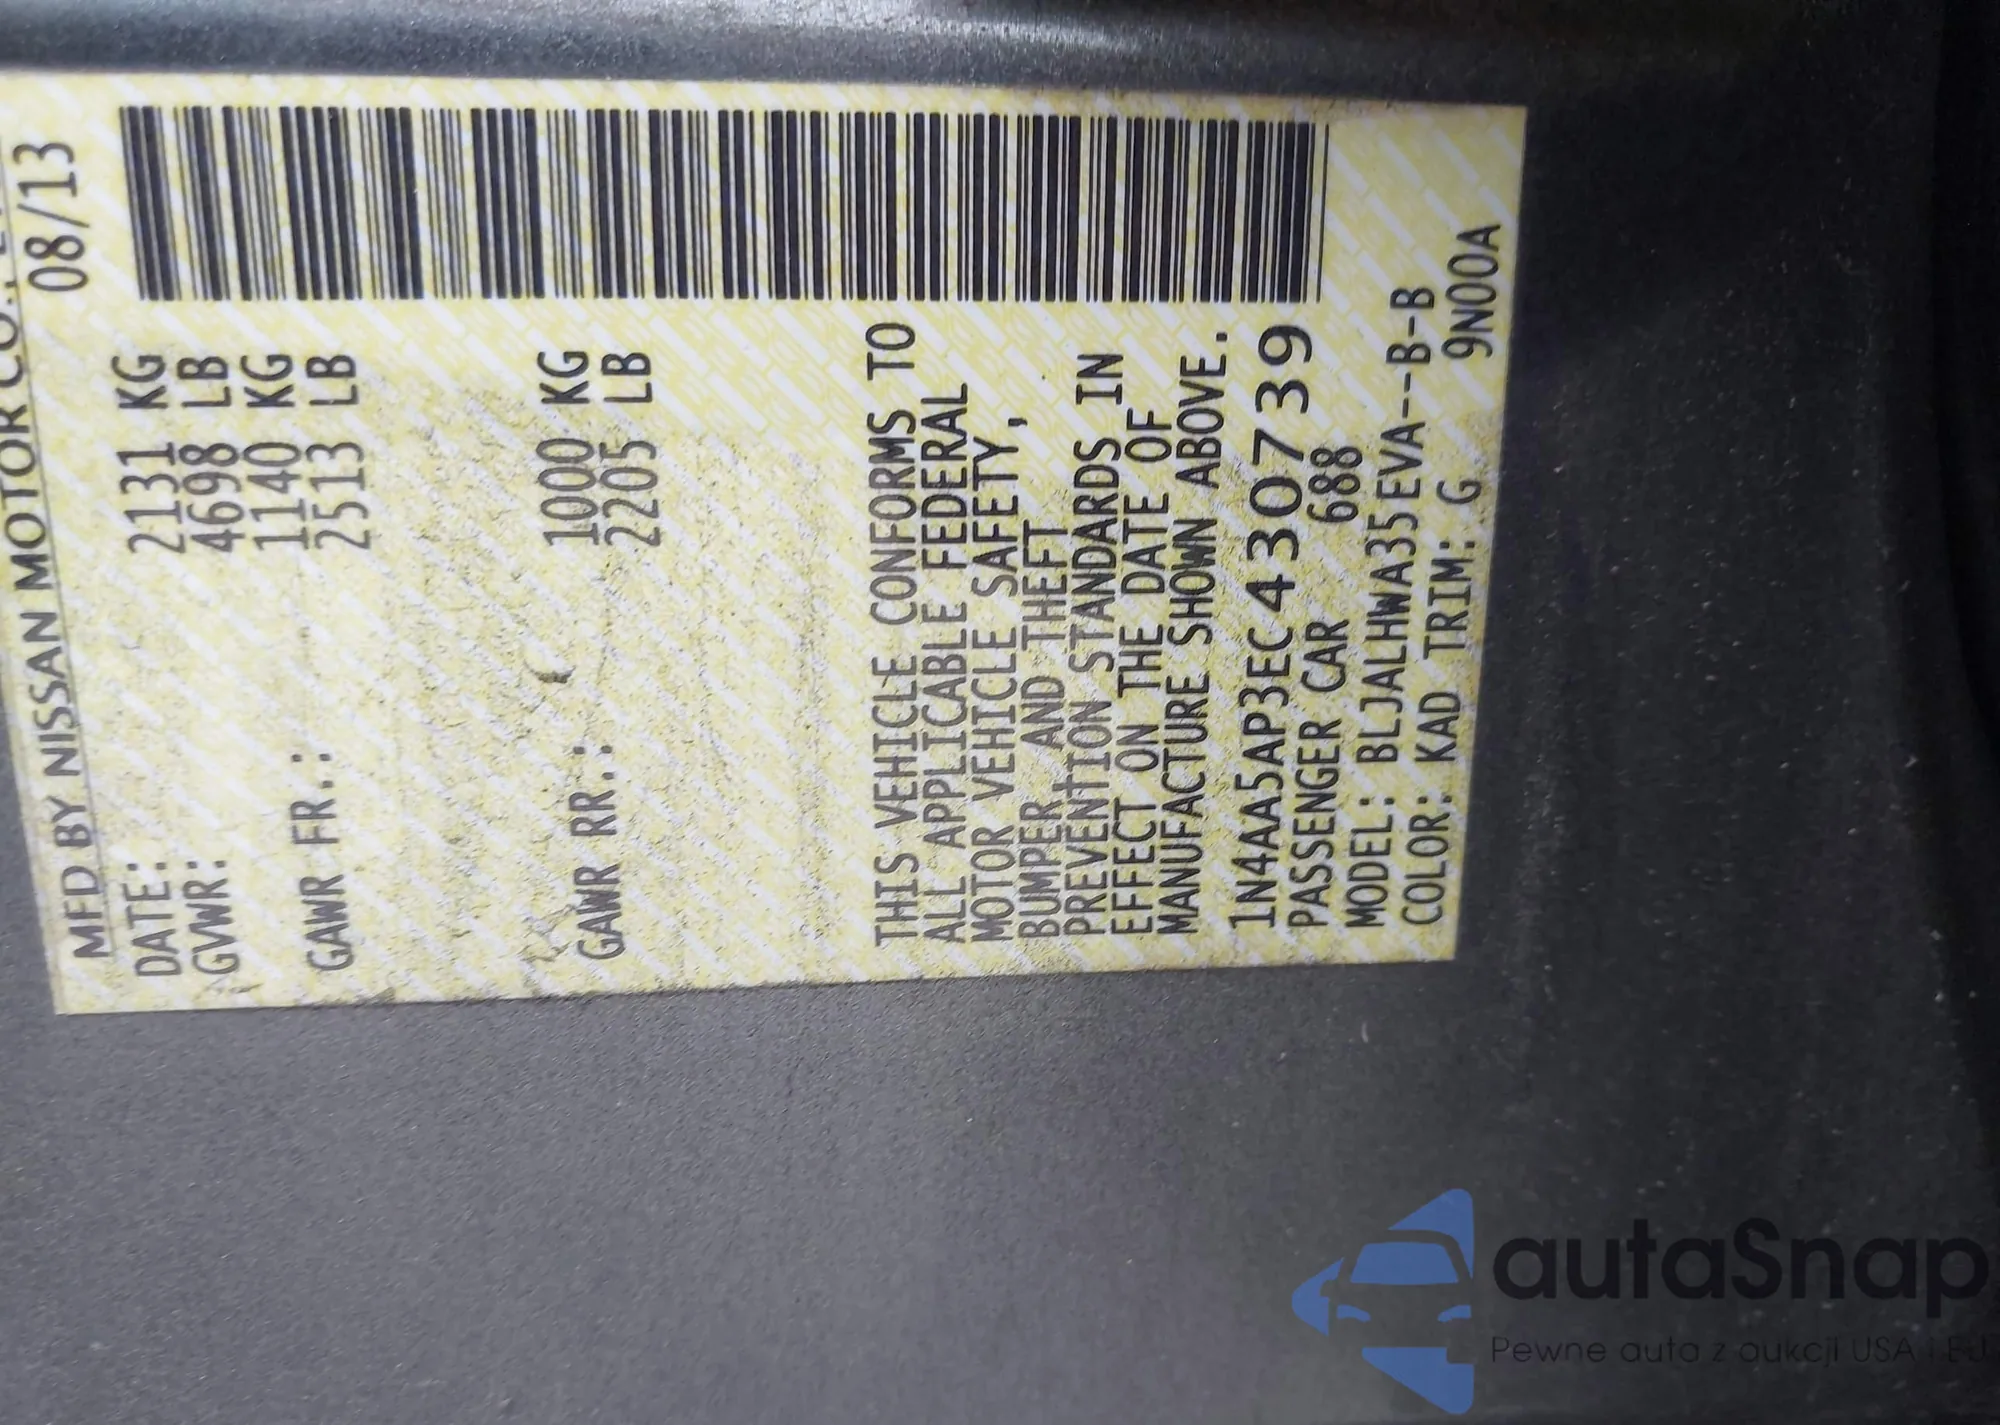 MFD BY NISSAN MOTOR CO.,
DATE: 08/13
GVWR: 2131 KG
4698 LB
GAWR FR.: 1140 KG
2513 LB
GAWR RR.: 1000 KG
2205 LB
THIS VEHICLE CONFORMS TO
ALL APPLICABLE FEDERAL
MOTOR VEHICLE SAFETY,
BUMPER AND THEFT
PREVENTION STANDARDS IN
EFFECT ON THE DATE OF
MANUFACTURE SHOWN ABOVE.
1N4AA5AP3EC430739
PASSENGER CAR 688
MODEL: BLJALHWA35EVA--B-B
COLOR: KAD TRIM: G 9N00A
autaSnap
Pewne auta z aukcji USA i EU